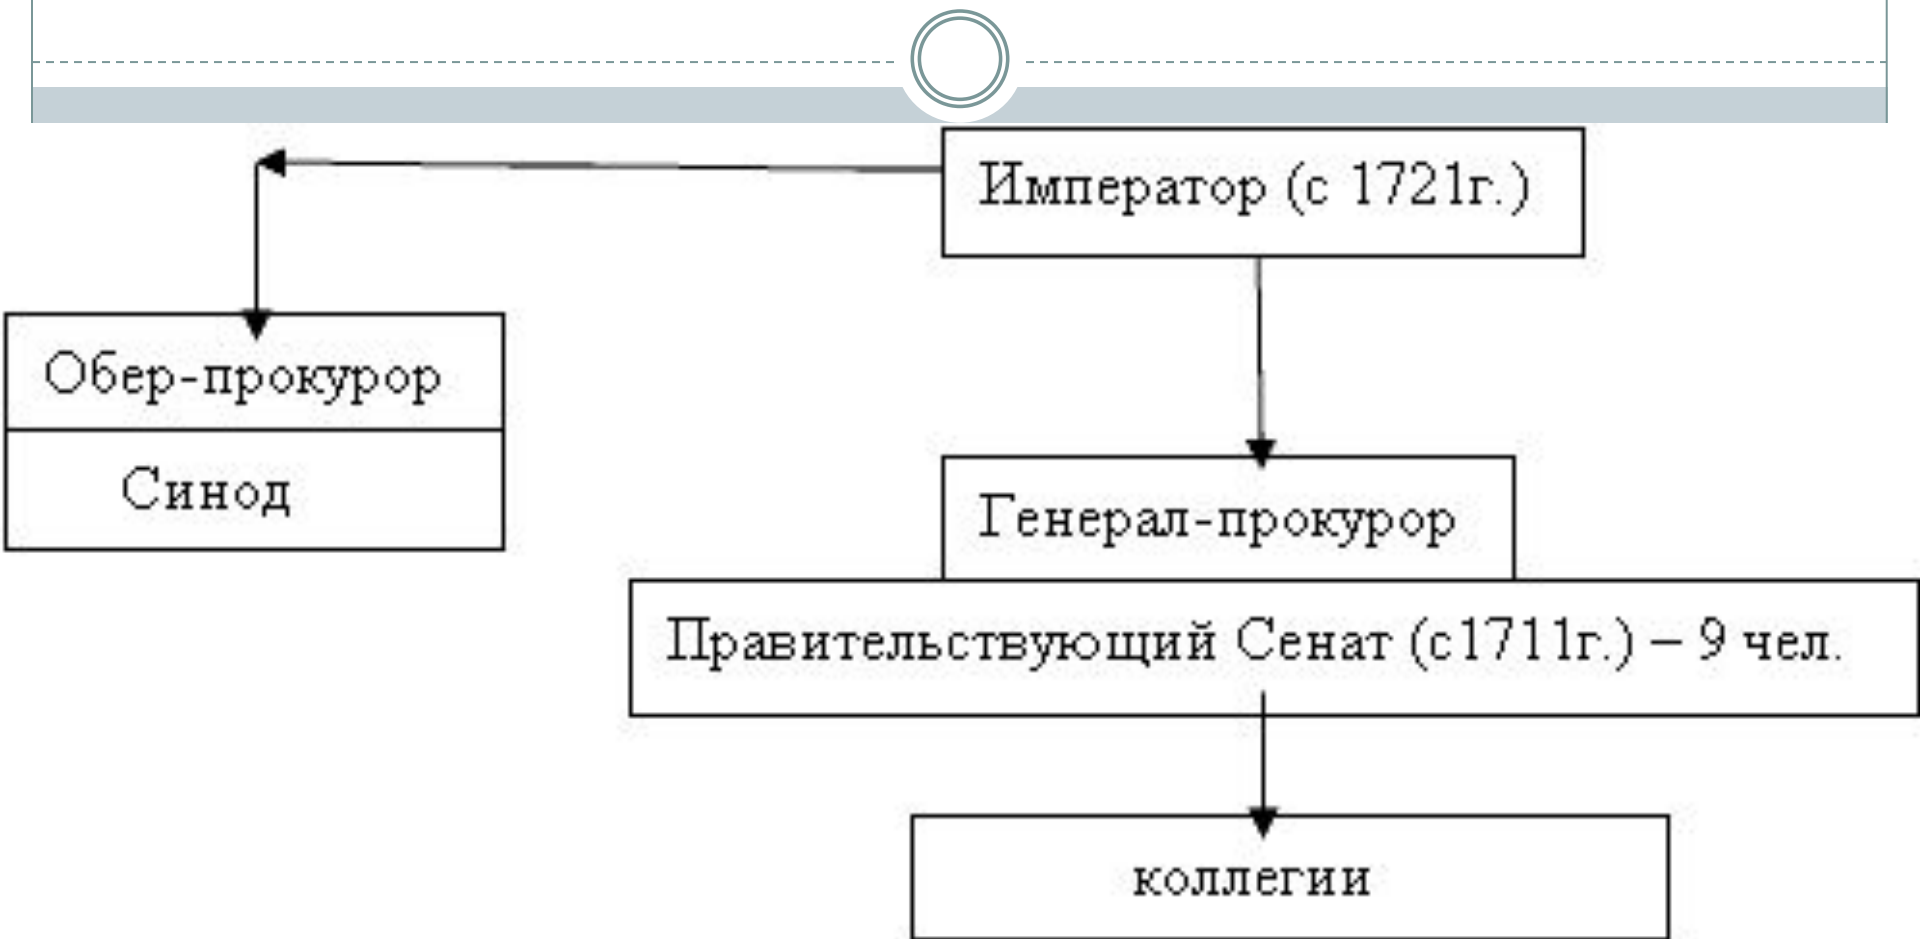 Император (с 1721г.)
Обер-прокурор
Синод
Генерал-прокурор
Правительствующий Сенат (с1711г.) – 9 чел.
коллегии